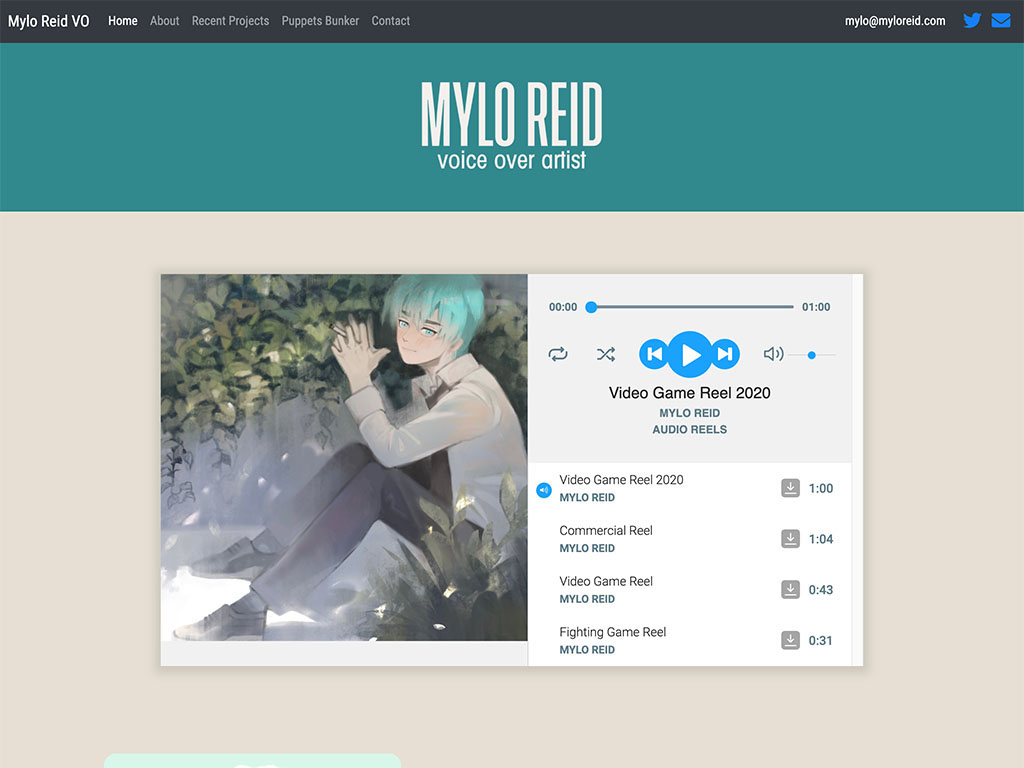 Mylo Reid VO Home About Recent Projects Puppets Bunker Contact mylo@myloreid.com
MYLO REID
voice over artist
00:00 01:00
Video Game Reel 2020
MYLO REID
AUDIO REELS
Video Game Reel 2020 1:00
MYLO REID
Commercial Reel 1:04
MYLO REID
Video Game Reel 0:43
MYLO REID
Fighting Game Reel 0:31
MYLO REID